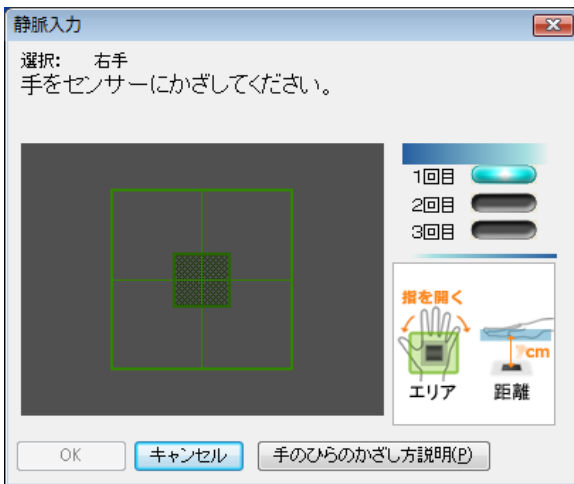 静脈入力
選択: 右手
手をセンサーにかざしてください。
1回目
2回目
3回目
指を開く
7cm
エリア
距離
OK
キャンセル
手のひらのかざし方説明(P)